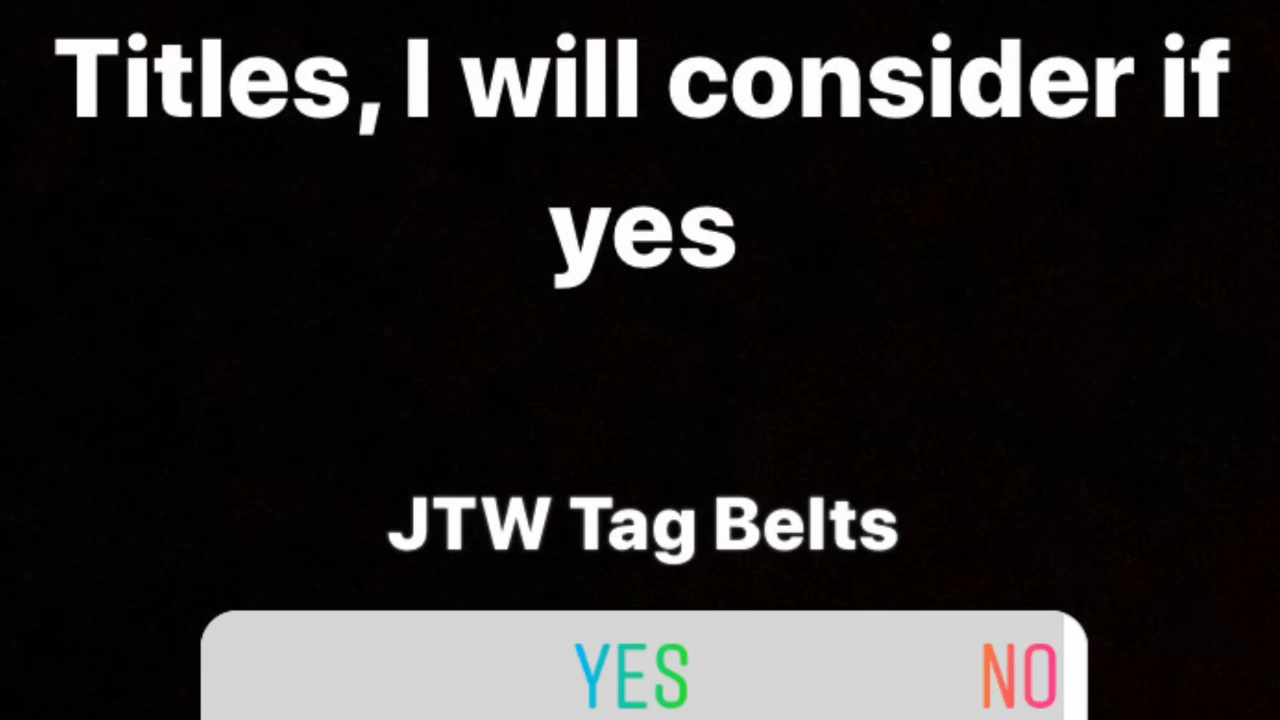 Titles, I will consider if
yes
JTW Tag Belts
YES NO